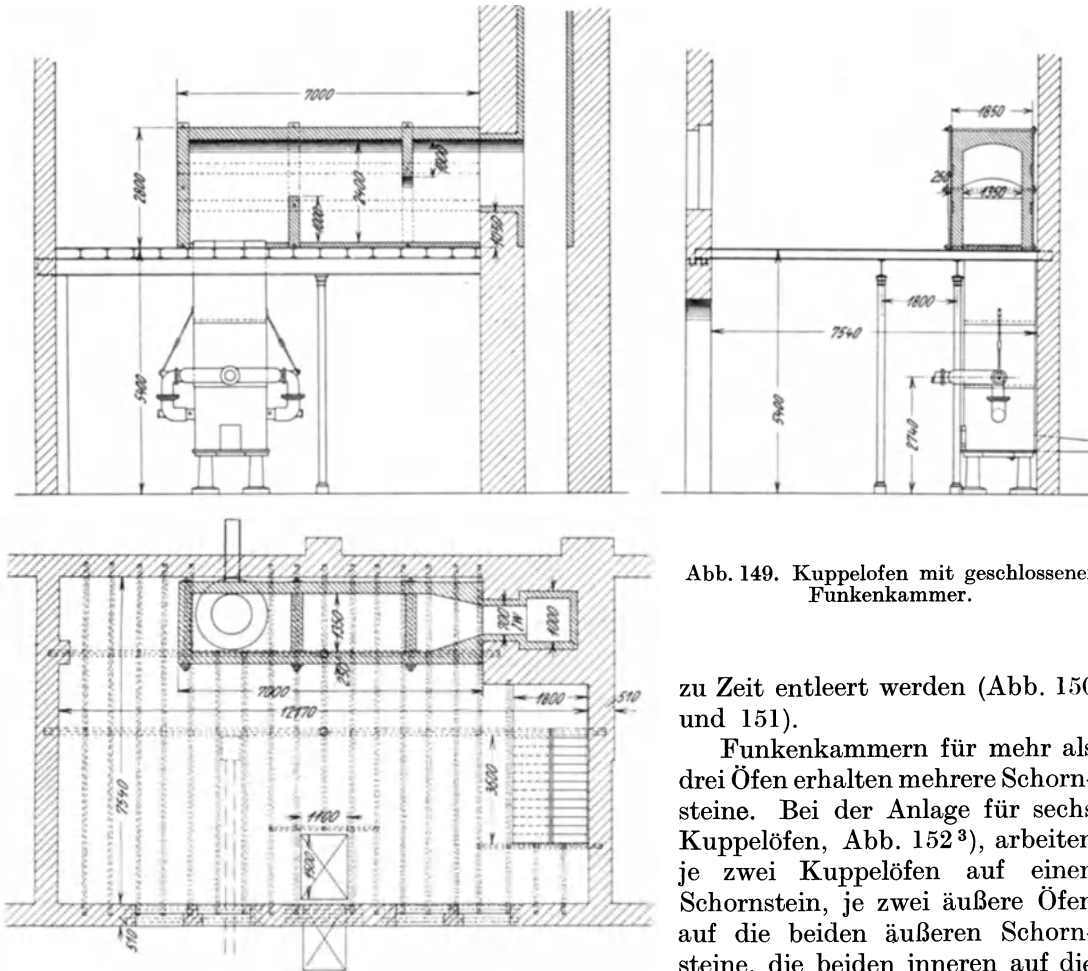 7000
2800
2400
1000
1000
1050
5400
1850
250
1350
1800
7540
5400
2740
Abb. 149. Kuppelofen mit geschlossener
Funkenkammer.
1350
250
700
1000
7000
12170
1800
510
7540
3600
1100
1500
510
zu Zeit entleert werden (Abb. 150
und 151).
Funkenkammern für mehr als
drei Öfen erhalten mehrere Schorn-
steine. Bei der Anlage für sechs
Kuppelöfen, Abb. 152³), arbeiten
je zwei Kuppelöfen auf einen
Schornstein, je zwei äußere Öfen
auf die beiden äußeren Schorn-
steine, die beiden inneren auf die